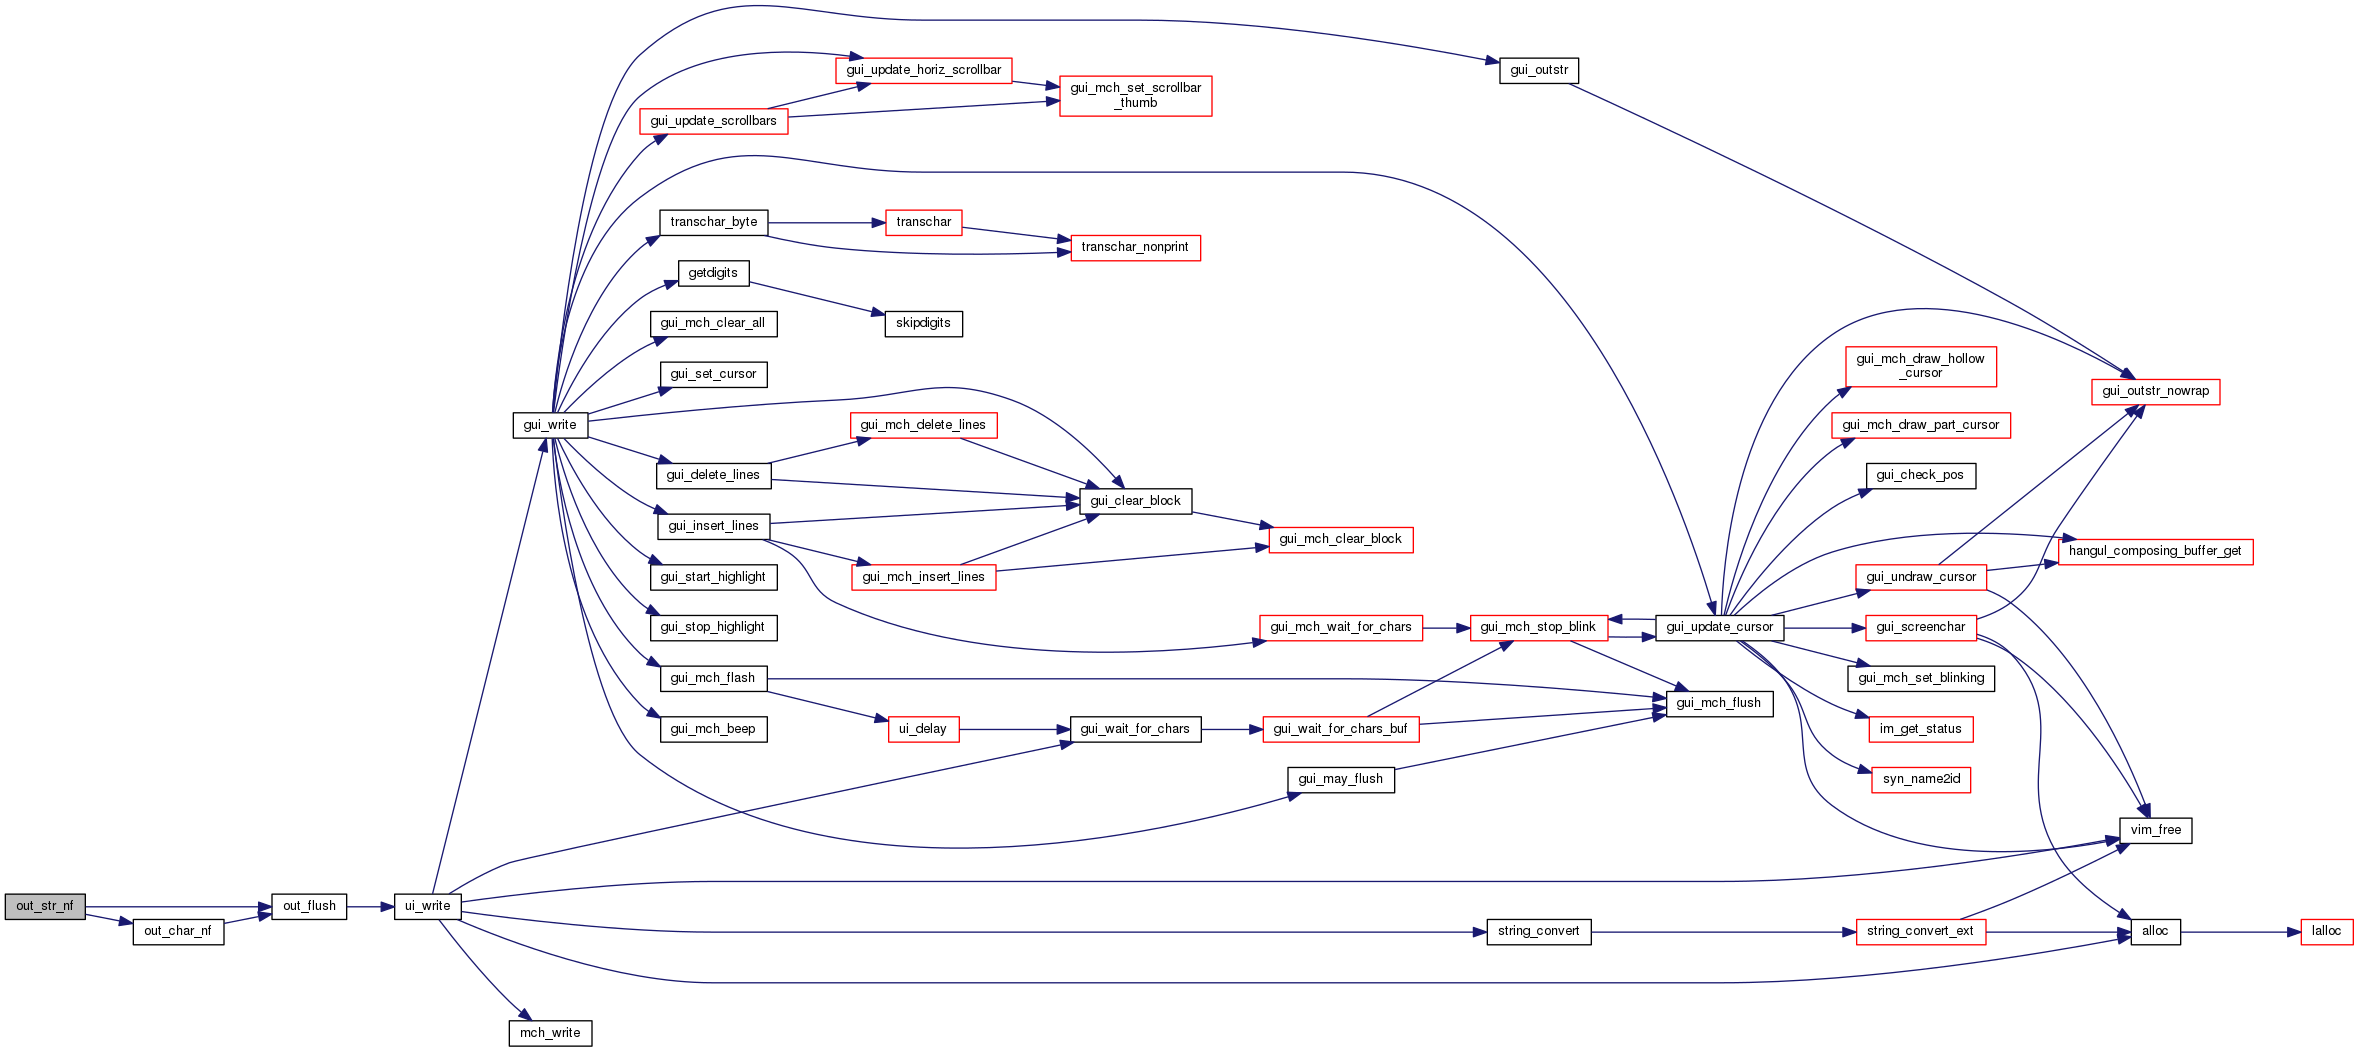 gui_outstr
gui_update_horiz_scrollbar
gui_mch_set_scrollbar
_thumb
gui_update_scrollbars
transchar_byte
transchar
transchar_nonprint
getdigits
skipdigits
gui_mch_clear_all
gui_set_cursor
gui_write
gui_mch_delete_lines
gui_delete_lines
gui_clear_block
gui_insert_lines
gui_mch_clear_block
gui_mch_insert_lines
gui_start_highlight
gui_stop_highlight
gui_mch_flash
gui_mch_beep
ui_delay
gui_wait_for_chars
gui_mch_wait_for_chars
gui_wait_for_chars_buf
gui_may_flush
gui_mch_stop_blink
gui_update_cursor
gui_mch_flush
gui_mch_draw_hollow
_cursor
gui_mch_draw_part_cursor
gui_check_pos
gui_undraw_cursor
gui_screenchar
gui_mch_set_blinking
im_get_status
syn_name2id
gui_outstr_nowrap
hangul_composing_buffer_get
vim_free
out_str_nf
out_char_nf
out_flush
ui_write
string_convert
string_convert_ext
alloc
lalloc
mch_write